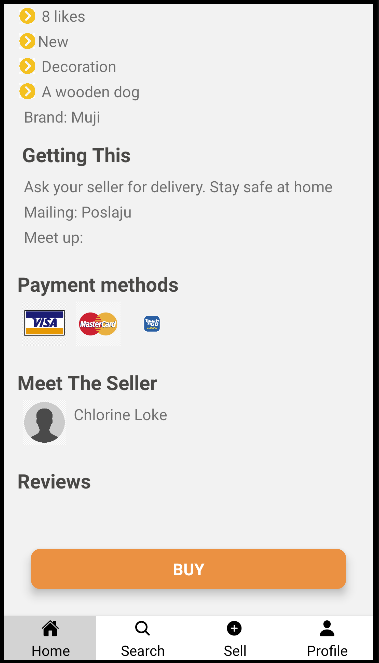 8 likes
New
Decoration
A wooden dog
Brand: Muji
Getting This
Ask your seller for delivery. Stay safe at home
Mailing: Poslaju
Meet up:
Payment methods
VISA MasterCard
Meet The Seller
Chlorine Loke
Reviews
BUY
Home Search Sell Profile